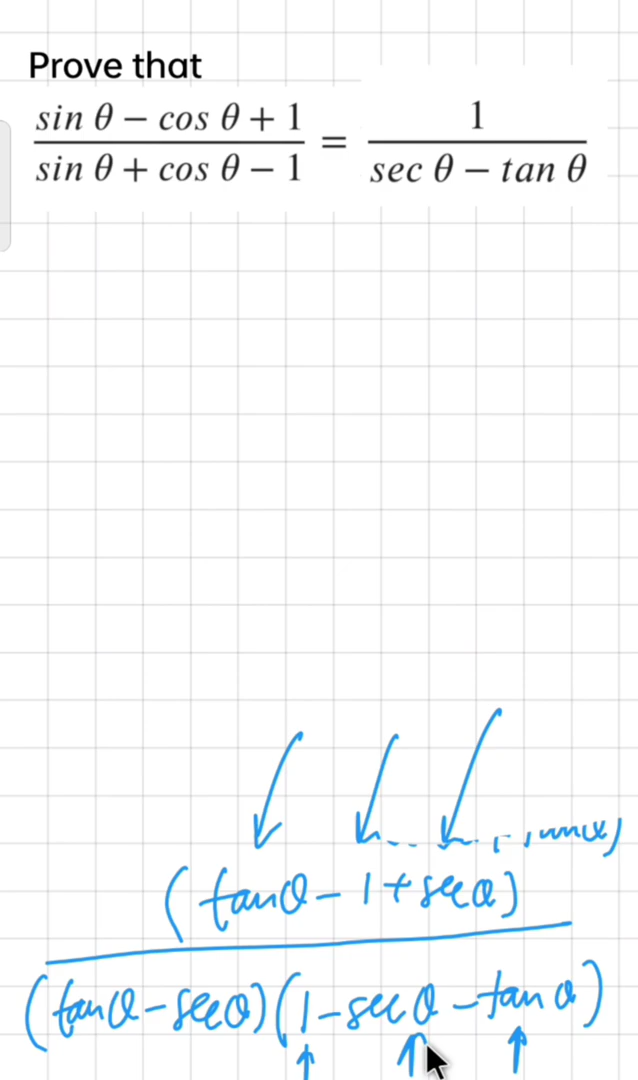 Prove that
sin θ − cos θ + 1 / sin θ + cos θ − 1 = 1 / sec θ − tan θ
(tanθ − 1 + secθ)
(tanθ − secθ)(1 − secθ − tanθ)